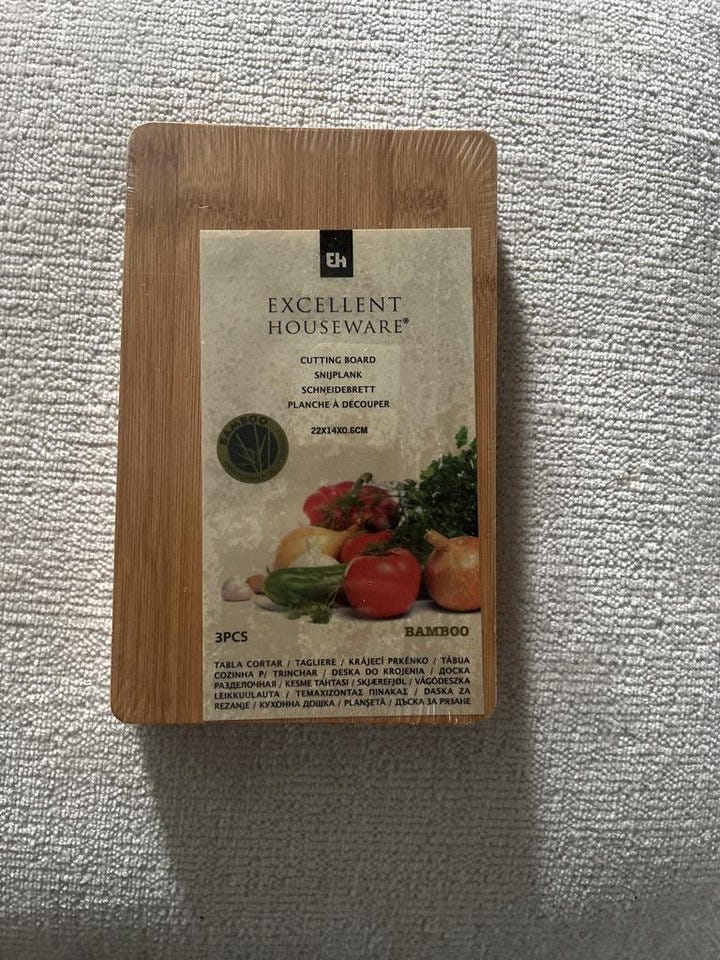 Eh
EXCELLENT
HOUSEWARE®
CUTTING BOARD
SNIJPLANK
SCHNEIDEBRETT
PLANCHE À DÉCOUPER
22X14X0.6CM
BAMBOO
3PCS
BAMBOO
TABLA CORTAR / TAGLIERE / KRÁJECÍ PRKÉNKO / TÁBUA
COZINHA P/ TRINCHAR / DESKA DO KROJENIA / ДОСКА
РАЗДЕЛОЧНАЯ / KESME TAHTASI / SKJÆREFJØL / VÁGÓDESZKA
LEIKKUULAUTA / ΤΕΜΑΧΙΖΟΝΤΑΣ ΠΙΝΑΚΑΣ / DASKA ZA
REZANJE / КУХОННА ДОШКА / PLANŞETĂ / ДЪСКА ЗА РЯЗАНЕ